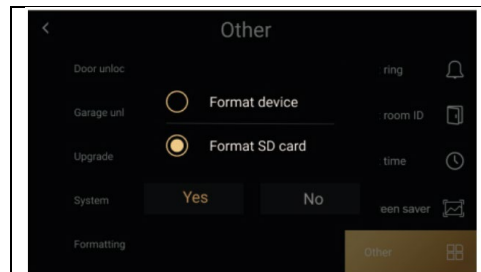 Other
Door unloc
ring
Format device
Garage unl
room ID
Format SD card
Upgrade
time
Yes
No
System
een saver
Formatting
Other